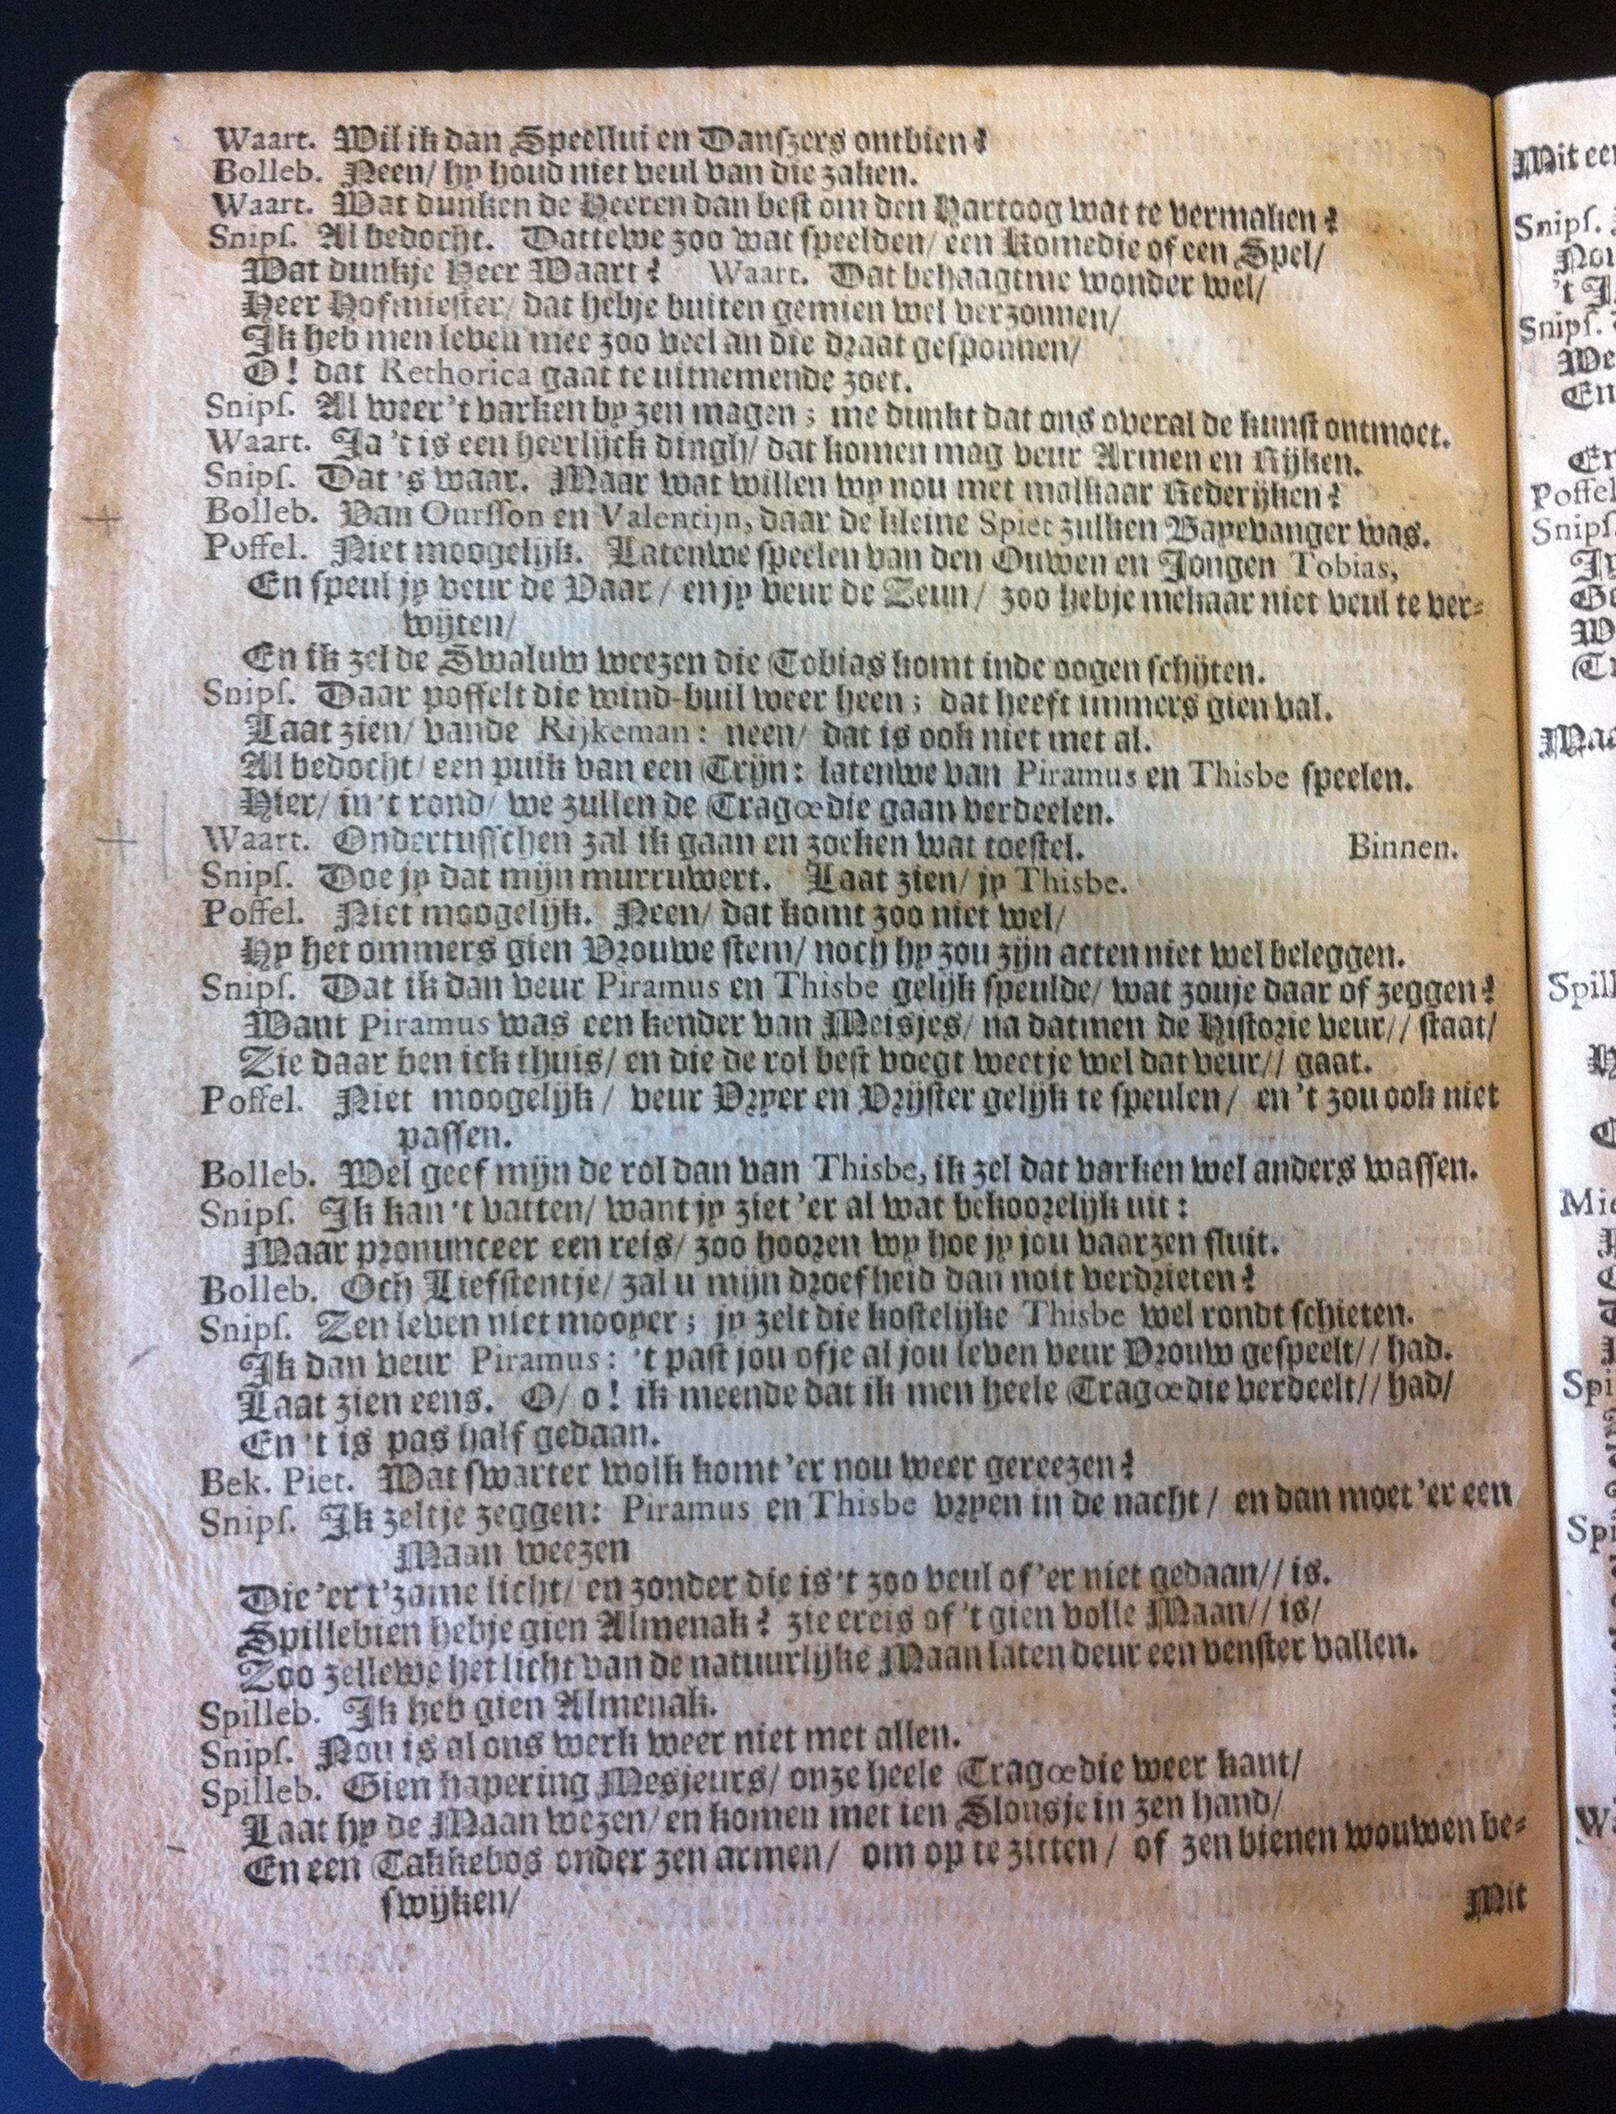 Waart. Wil ik dan Speellui en Danszers ontbien?
Bolleb. Neen/ hy houd niet veul van die zaken.
Waart. Wat dunken de Heeren dan best om den Hartoog wat te vermaken?
Snipſ. Al bedocht. Dattewe zoo wat ſpeelden/ een Komedie of een Spel/
Wat dunkje Heer Waart? Waart. Dat behaagtme wonder wel/
Heer Hofmieſter/ dat hebje buiten gemien wel verzonnen/
Ik heb men leven mee zoo veel an die draat geſponnen/
O! dat Rethorica gaat te uitnemende zoet.
Snipſ. Al weer 't varken by zen magen; me dunkt dat ons overal de kunſt ontmoet.
Waart. Ja 't is een heerlijck dingh/ dat komen mag veur Armen en Rijken.
Snipſ. Dat 's waar. Maar wat willen wy nou met malkaar Rederijken?
Bolleb. Van Ourſſon en Valentijn, daar de kleine Spiet zulken Bapevanger was.
Poffel. Niet moogelijk. Latenwe ſpeelen van den Ouwen en Jongen Tobias,
En ſpeul jy veur de Vaar/ en jy veur de Zeun/ zoo hebje mekaar niet veul te ver-
wijten/
En ik zel de Swaluw weezen die Tobias komt inde oogen ſchijten.
Snipſ. Daar poffelt die wind-buil weer heen; dat heeft immers gien val.
Laat zien/ vande Rijkeman: neen/ dat is ook niet met al.
Al bedocht/ een puik van een Trijn: latenwe van Piramus en Thisbe ſpeelen.
Hier/ in 't rond/ we zullen de Tragœdie gaan verdeelen.
Waart. Ondertuſſchen zal ik gaan en zoeken wat toeſtel. Binnen.
Snipſ. Doe jy dat mijn murruwert. Laat zien/ jy Thisbe.
Poffel. Niet moogelijk. Neen/ dat komt zoo niet wel/
Hy het ommers gien Vrouwe ſtem/ noch hy zou zijn acten niet wel beleggen.
Snipſ. Dat ik dan veur Piramus en Thisbe gelijk ſpeulde/ wat zouje daar of zeggen?
Want Piramus was een kender van Meisjes/ na datmen de Hiſtorie veur// ſtaat/
Zie daar ben ick thuis/ en die de rol beſt voegt weetje wel dat veur// gaat.
Poffel. Niet moogelijk/ veur Vryer en Vrijſter gelijk te ſpeulen/ en 't zou ook niet
paſſen.
Bolleb. Wel geef mijn de rol dan van Thisbe, ik zel dat varken wel anders waſſen.
Snipſ. Ik kan 't vatten/ want jy ziet 'er al wat bekoorelijk uit:
Maar pronunceer een reis/ zoo hooren wy hoe jy jou vaarzen fluit.
Bolleb. Och Liefſtentje/ zal u mijn droefheid dan noit verdrieten?
Snipſ. Zen leven niet mooyer; jy zelt die koſtelijke Thisbe wel rondt ſchieten.
Ik dan veur Piramus: 't paſt jou ofje al jou leven veur Vrouw geſpeelt// had.
Laat zien eens. O/ o! ik meende dat ik men heele Tragœdie verdeelt// had/
En 't is pas half gedaan.
Bek. Piet. Wat ſwarter wolk komt 'er nou weer gereezen?
Snipſ. Ik zeltje zeggen: Piramus en Thisbe vryen in de nacht/ en dan moet 'er een
Maan weezen
Die 'er t'zame licht/ en zonder die is 't zoo veul of 'er niet gedaan// is.
Spillebien hebje gien Almenak? zie ereis of 't gien volle Maan// is/
Zoo zellewe het licht van de natuurlijke Maan laten deur een venſter vallen.
Spilleb. Ik heb gien Almenak.
Snipſ. Nou is al ons werk weer niet met allen.
Spilleb. Gien hapering Mesjeurs/ onze heele Tragœdie weer kant/
Laat hy de Maan wezen/ en komen met ien Slonsje in zen hand/
En een Takkebos onder zen armen/ om op te zitten/ of zen bienen wouwen be-
ſwijken/
Mit